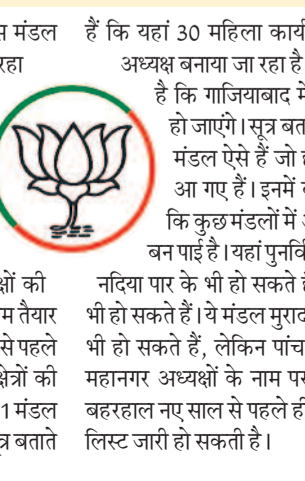 मंडल
रहा
क्षों की
म तैयार
से पहले
क्षेत्रों की
1 मंडल
बताते
हैं कि यहां 30 महिला कार्य
अध्यक्ष बनाया जा रहा है
है कि गाजियाबाद में
हो जाएंगे। सूत्र बत
मंडल ऐसे हैं जो
आ गए हैं। इनमें
कि कुछ मंडलों में
बन पाई है। यहां पुनर्वि
नदिया पार के भी हो सकते
भी हो सकते हैं। ये मंडल मुराद
भी हो सकते हैं, लेकिन पांच
महानगर अध्यक्षों के नाम पर
बहरहाल नए साल से पहले ही
लिस्ट जारी हो सकती है।